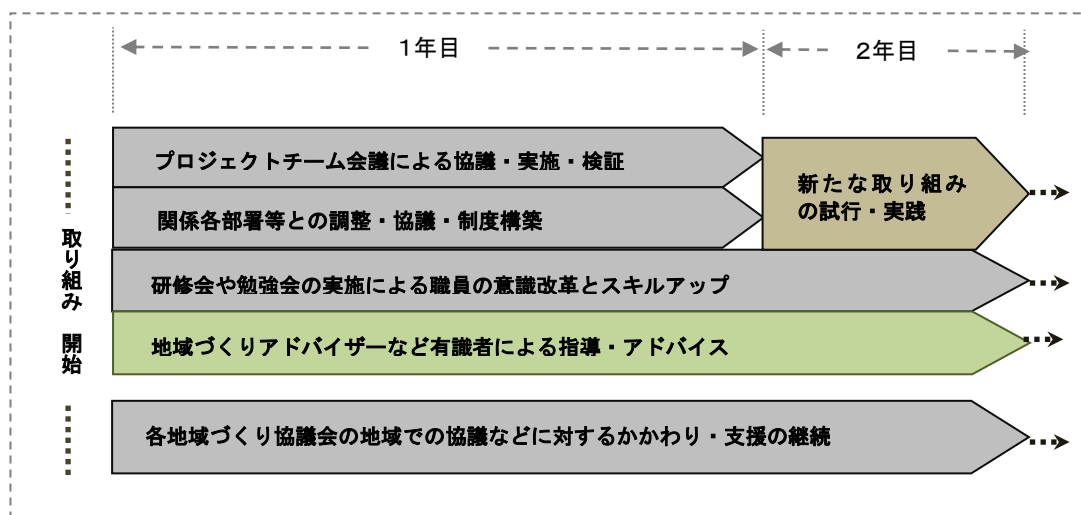 1年目
2年目
プロジェクトチーム会議による協議・実施・検証
関係各部署等との調整・協議・制度構築
新たな取り組み
の試行・実践
取り組み 開始
研修会や勉強会の実施による職員の意識改革とスキルアップ
地域づくりアドバイザーなど有識者による指導・アドバイス
各地域づくり協議会の地域での協議などに対するかかわり・支援の継続